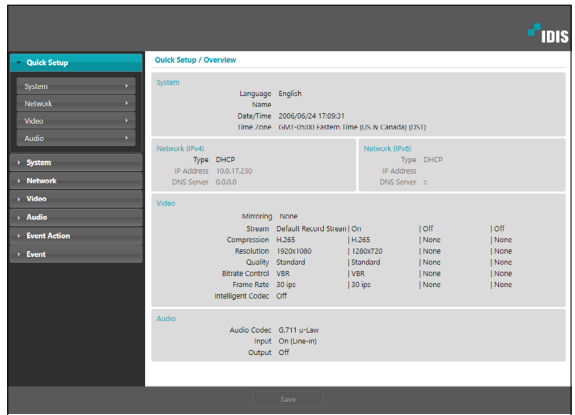 IDIS
Quick Setup
System
Network
Video
Audio
System
Network
Video
Audio
Event Action
Event
Quick Setup / Overview
System
Language English
Name
Date/Time 2006/06/24 17:09:31
Time Zone GMT-05:00 Eastern Time (US & Canada) (DST)
Network (IPv4)
Type DHCP
IP Address 10.0.17.230
DNS Server 0.0.0.0
Network (IPv6)
Type DHCP
IP Address
DNS Server ::
Video
Mirroring None
Stream Default Record Stream | On | Off | Off
Compression H.265 | H.265 | None | None
Resolution 1920x1080 | 1280x720 | None | None
Quality Standard | Standard | None | None
Bitrate Control VBR | VBR | None | None
Frame Rate 30 ips | 30 ips | None | None
Intelligent Codec Off
Audio
Audio Codec G.711 u-Law
Input On (Line-in)
Output Off
Save